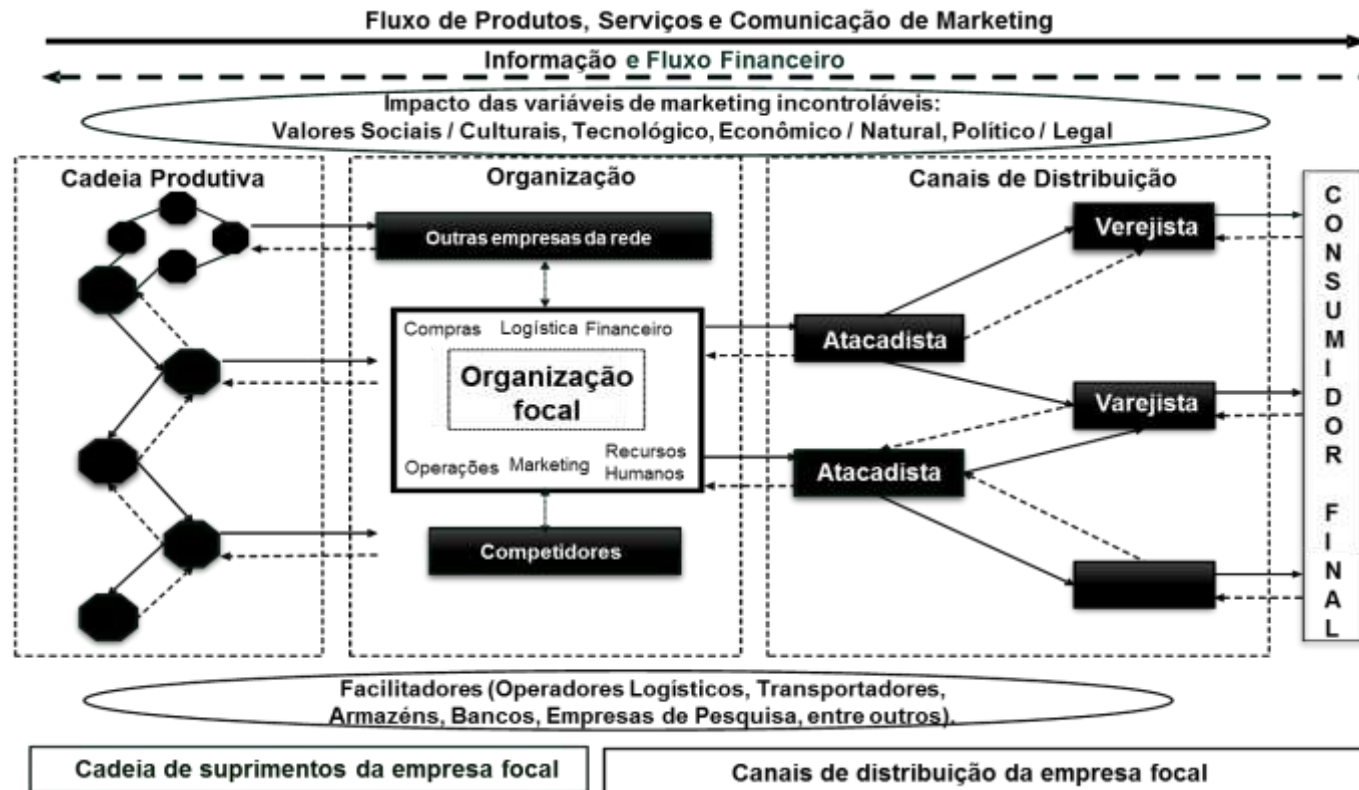 Fluxo de Produtos, Serviços e Comunicação de Marketing
Informação e Fluxo Financeiro
Impacto das variáveis de marketing incontroláveis:
Valores Sociais / Culturais, Tecnológico, Econômico / Natural, Político / Legal
Cadeia Produtiva
Organização
Outras empresas da rede
Compras Logística Financeiro
Organização
focal
Operações Marketing Recursos
Humanos
Competidores
Canais de Distribuição
Verejista
Atacadista
Varejista
Atacadista
CONSUMIDOR FINAL
Facilitadores (Operadores Logísticos, Transportadores,
Armazéns, Bancos, Empresas de Pesquisa, entre outros).
Cadeia de suprimentos da empresa focal
Canais de distribuição da empresa focal